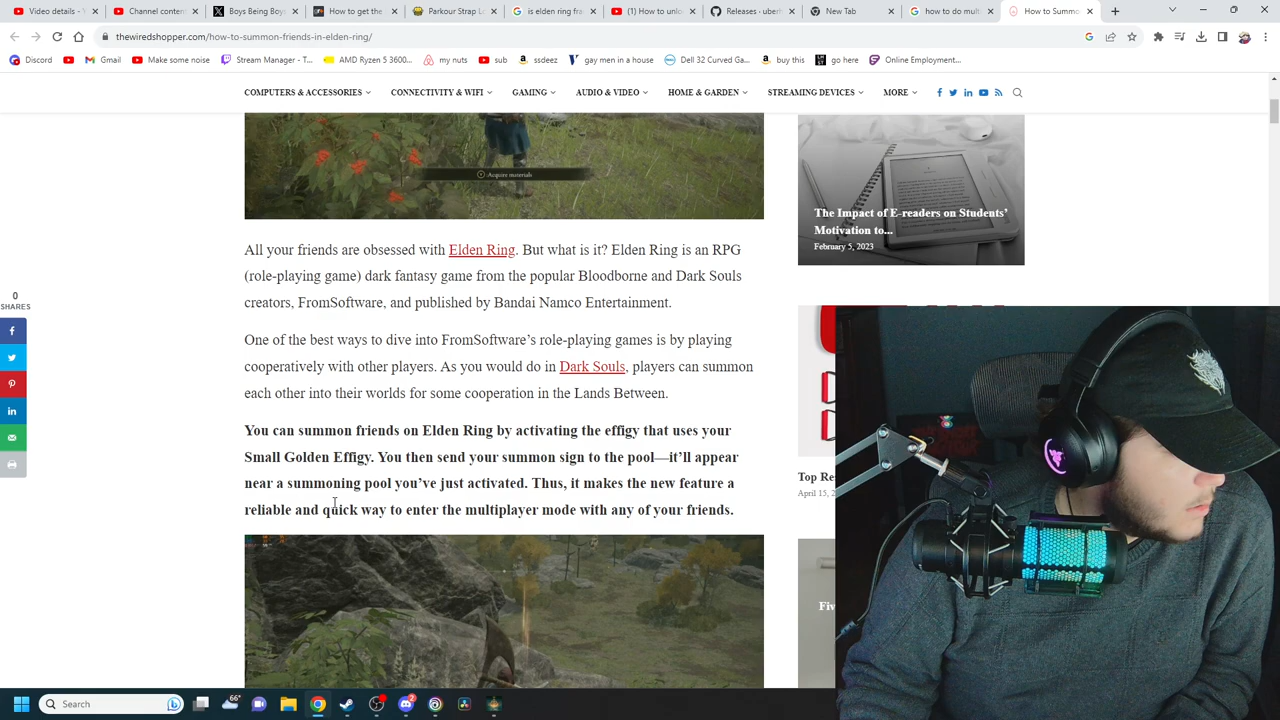 Video details - Y
Channel content
Boys Being Boy
How to get the
Parkour Strap L
is elden ring fra
(1) How to unlo
Releases · uberh
New Tab
how to do multi
How to Summo
thewiredshopper.com/how-to-summon-friends-in-elden-ring/
Discord
Gmail
Make some noise
Stream Manager - T...
AMD Ryzen 5 3600...
my nuts
sub
ssdeez
gay men in a house
Dell 32 Curved Ga...
buy this
go here
Online Employment...
COMPUTERS & ACCESSORIES
CONNECTIVITY & WIFI
GAMING
AUDIO & VIDEO
HOME & GARDEN
STREAMING DEVICES
MORE
Acquire materials
The Impact of E-readers on Students’
Motivation to...
February 5, 2023
All your friends are obsessed with Elden Ring. But what is it? Elden Ring is an RPG
(role-playing game) dark fantasy game from the popular Bloodborne and Dark Souls
creators, FromSoftware, and published by Bandai Namco Entertainment.
0
SHARES
One of the best ways to dive into FromSoftware’s role-playing games is by playing
cooperatively with other players. As you would do in Dark Souls, players can summon
each other into their worlds for some cooperation in the Lands Between.
You can summon friends on Elden Ring by activating the effigy that uses your
Small Golden Effigy. You then send your summon sign to the pool—it’ll appear
near a summoning pool you’ve just activated. Thus, it makes the new feature a
reliable and quick way to enter the multiplayer mode with any of your friends.
Top Re
April 15, 2
Fiv
Search
66°
2